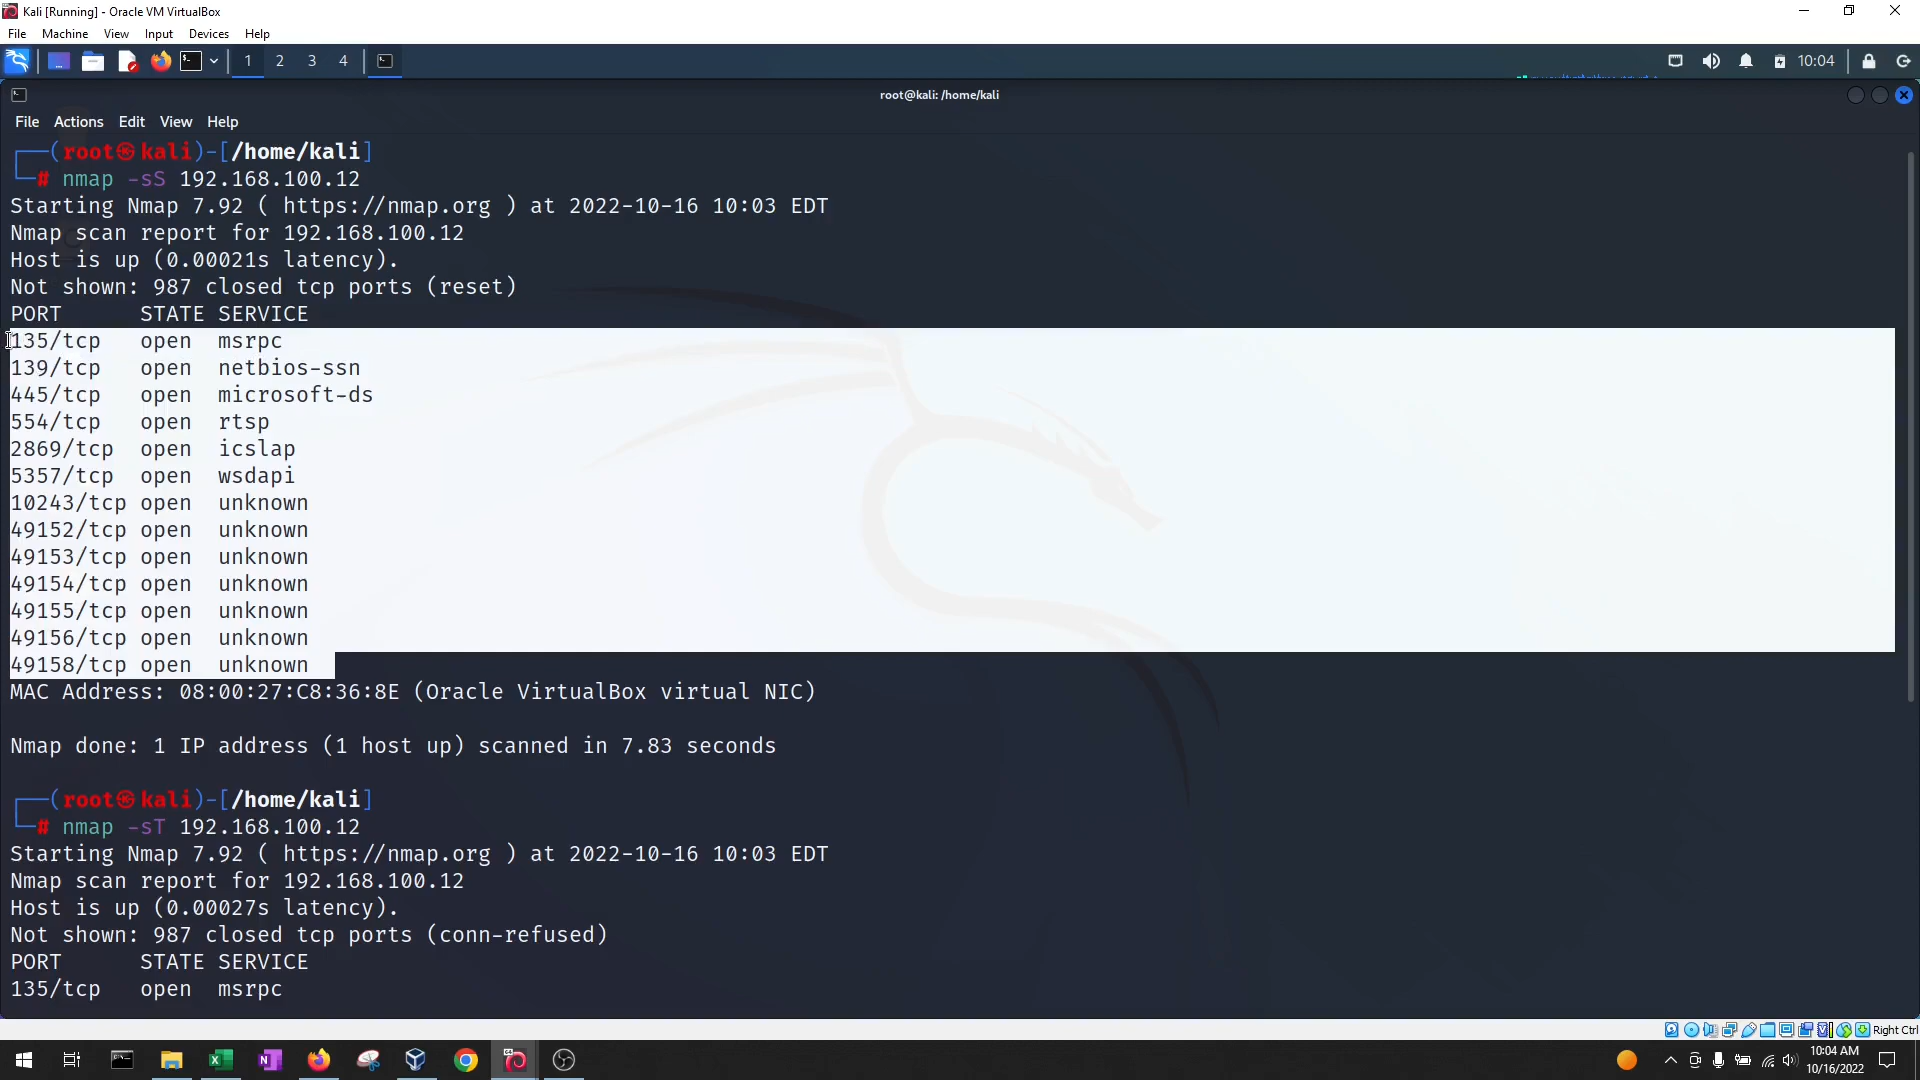 Kali [Running] - Oracle VM VirtualBox
File Machine View Input Devices Help
1 2 3 4
10:04
root@kali: /home/kali
File Actions Edit View Help
┌──(root㉿kali)-[/home/kali]
└─# nmap -sS 192.168.100.12
Starting Nmap 7.92 ( https://nmap.org ) at 2022-10-16 10:03 EDT
Nmap scan report for 192.168.100.12
Host is up (0.00021s latency).
Not shown: 987 closed tcp ports (reset)
PORT      STATE SERVICE
135/tcp   open  msrpc
139/tcp   open  netbios-ssn
445/tcp   open  microsoft-ds
554/tcp   open  rtsp
2869/tcp  open  icslap
5357/tcp  open  wsdapi
10243/tcp open  unknown
49152/tcp open  unknown
49153/tcp open  unknown
49154/tcp open  unknown
49155/tcp open  unknown
49156/tcp open  unknown
49158/tcp open  unknown
MAC Address: 08:00:27:C8:36:8E (Oracle VirtualBox virtual NIC)
Nmap done: 1 IP address (1 host up) scanned in 7.83 seconds
┌──(root㉿kali)-[/home/kali]
└─# nmap -sT 192.168.100.12
Starting Nmap 7.92 ( https://nmap.org ) at 2022-10-16 10:03 EDT
Nmap scan report for 192.168.100.12
Host is up (0.00027s latency).
Not shown: 987 closed tcp ports (conn-refused)
PORT      STATE SERVICE
135/tcp   open  msrpc
Right Ctrl
10:04 AM
10/16/2022